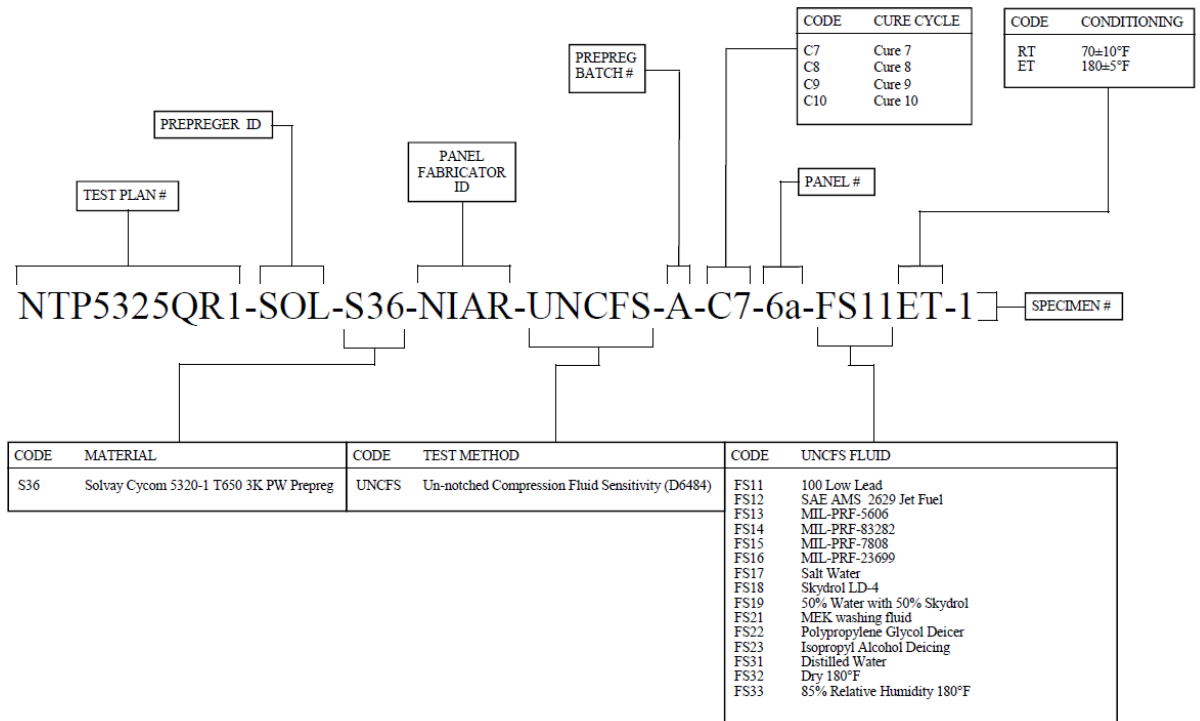 CODE CURE CYCLE
C7 Cure 7
C8 Cure 8
C9 Cure 9
C10 Cure 10
CODE CONDITIONING
RT 70±10°F
ET 180±5°F
PREPREG
BATCH #
PREPREGER ID
PANEL
FABRICATOR
ID
PANEL #
TEST PLAN #
NTP5325QR1-SOL-S36-NIAR-UNCFS-A-C7-6a-FS11ET-1
SPECIMEN #
CODE MATERIAL
S36 Solvay Cycom 5320-1 T650 3K PW Prepreg
CODE TEST METHOD
UNCFS Un-notched Compression Fluid Sensitivity (D6484)
CODE UNCFS FLUID
FS11 100 Low Lead
FS12 SAE AMS 2629 Jet Fuel
FS13 MIL-PRF-5606
FS14 MIL-PRF-83282
FS15 MIL-PRF-7808
FS16 MIL-PRF-23699
FS17 Salt Water
FS18 Skydrol LD-4
FS19 50% Water with 50% Skydrol
FS21 MEK washing fluid
FS22 Polypropylene Glycol Deicer
FS23 Isopropyl Alcohol Deicing
FS31 Distilled Water
FS32 Dry 180°F
FS33 85% Relative Humidity 180°F